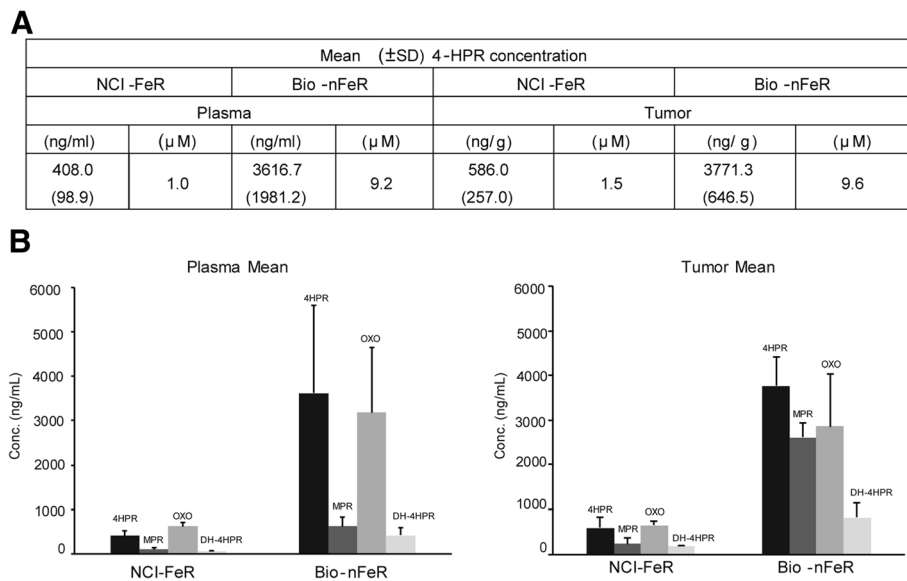 A
Mean (±SD) 4-HPR concentration
NCI -FeR Bio -nFeR NCI -FeR Bio -nFeR
Plasma Tumor
(ng/ml) (µ M) (ng/ml) (µ M) (ng/ g) (µ M) (ng/ g) (µ M)
408.0 3616.7 586.0 3771.3
1.0 9.2 1.5 9.6
(98.9) (1981.2) (257.0) (646.5)
B
Plasma Mean
Conc. (ng/mL)
6000
5000
4000
3000
2000
1000
0
4HPR
MPR
OXO
DH-4HPR
4HPR
MPR
OXO
DH-4HPR
NCI-FeR Bio-nFeR
Tumor Mean
Conc. (ng/mL)
6000
5000
4000
3000
2000
1000
0
4HPR
MPR
OXO
DH-4HPR
4HPR
MPR
OXO
DH-4HPR
NCI-FeR Bio -nFeR